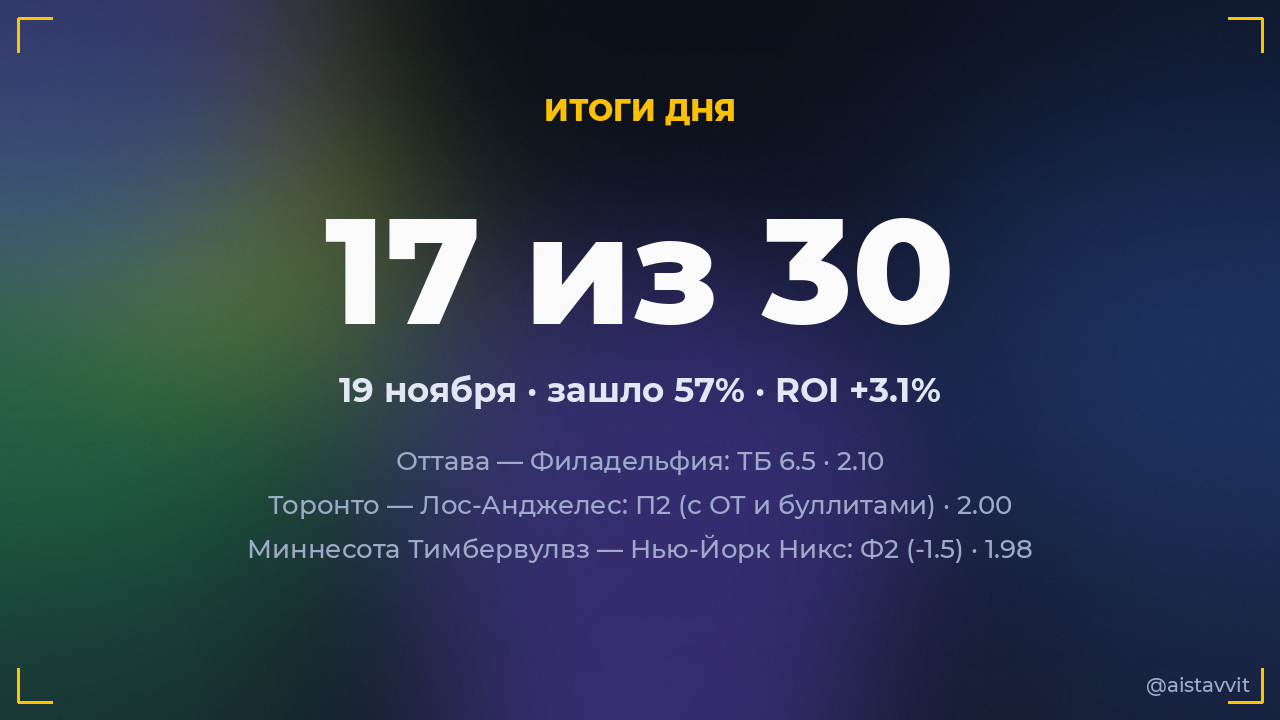 ИТОГИ ДНЯ
17 из 30
19 ноября · зашло 57% · ROI +3.1%
Оттава — Филадельфия: ТБ 6.5 · 2.10
Торонто — Лос-Анджелес: П2 (с ОТ и буллитами) · 2.00
Миннесота Тимбервулвз — Нью-Йорк Никс: Ф2 (-1.5) · 1.98
@aistavvit